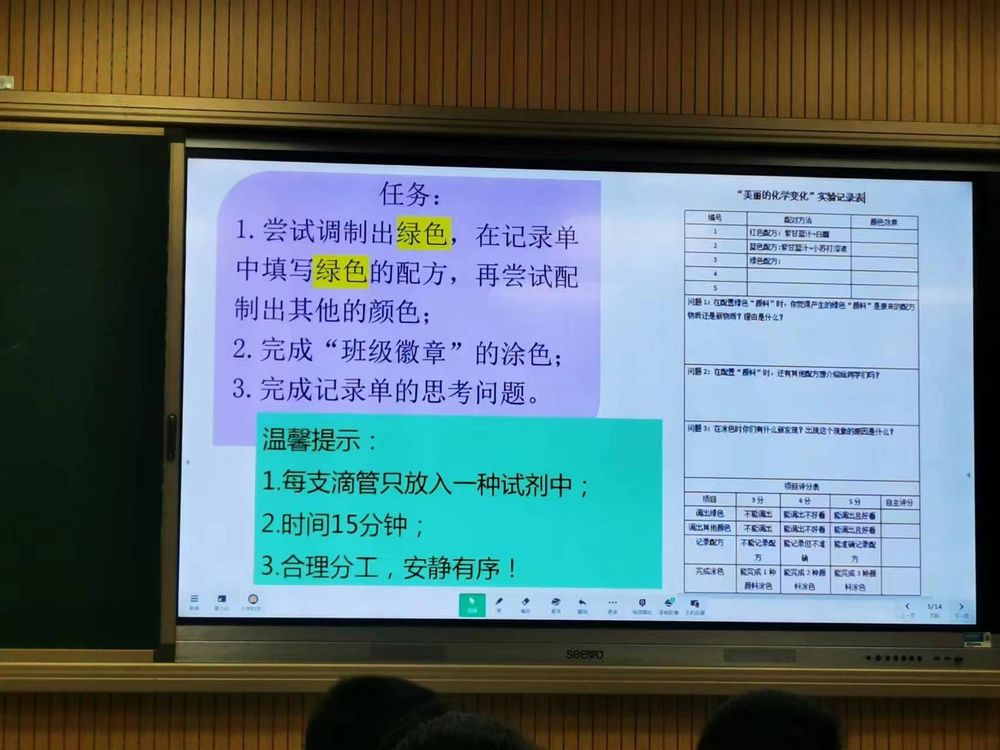 任务：
1. 尝试调制出绿色，在记录单
中填写绿色的配方，再尝试配
制出其他的颜色；
2. 完成“班级徽章”的涂色；
3. 完成记录单的思考问题。
温馨提示：
1.每支滴管只放入一种试剂中；
2.时间15分钟；
3.合理分工，安静有序！
“美丽的化学变化”实验记录表
编号 配对方法 颜色效果
1 红色配方：紫甘蓝汁+白醋
2 蓝色配方:紫甘蓝汁+小苏打溶液
3 绿色配方：
4
5
问题1：在配置绿色“颜料”时，你觉得产生的绿色“颜料”是原来的配方
物质还是新物质？理由是什么？
问题2：在配置“颜料”时，还有其他配方想介绍给同学们吗？
问题3：在涂色时你们有什么新发现？出现这个现象的原因是什么？
项目评分表
项目 3分 4分 5分 自主评分
调出绿色 不能调出 能调出不好看 能调出且好看
调出其他颜色 不能调出 能调出不好看 能调出且好看
记录配方 不能记录配方 能记录但不准确 能准确记录配方
完成涂色 能完成1种颜料涂色 能完成2种颜料涂色 能完成3种颜料涂色
菜单
更多
上一页 5/14 下一页
seewo